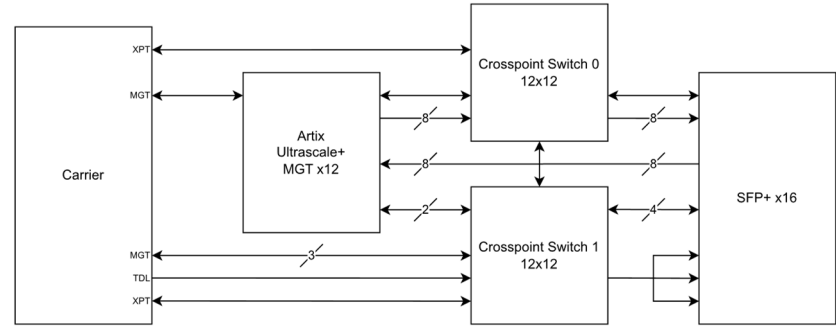 XPT
Crosspoint Switch 0
12x12
MGT
8
8
Artix
Ultrascale+
MGT x12
8
8
Carrier
SFP+ x16
2
4
Crosspoint Switch 1
12x12
MGT
3
TDL
XPT